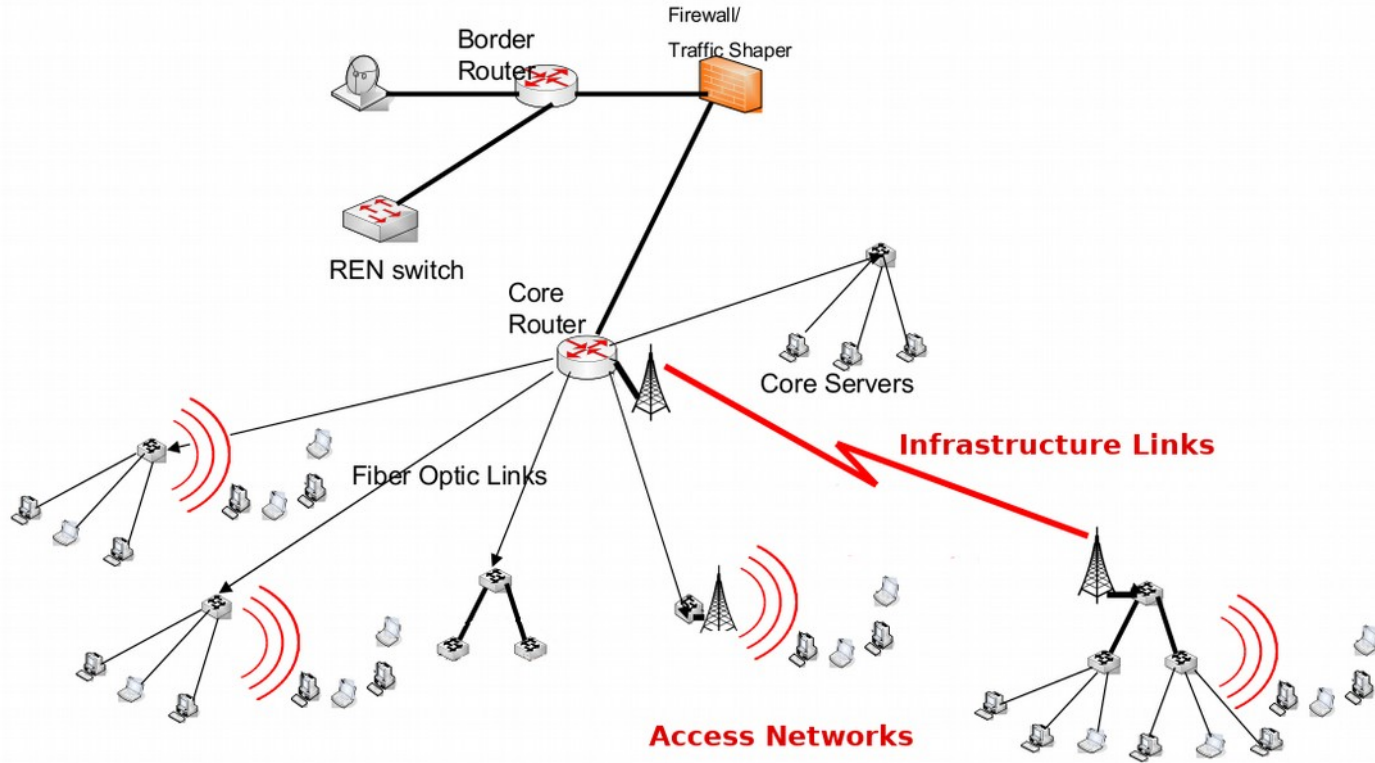 Firewall/
Traffic Shaper
Border
Router
REN switch
Core
Router
Core Servers
Infrastructure Links
Fiber Optic Links
Access Networks